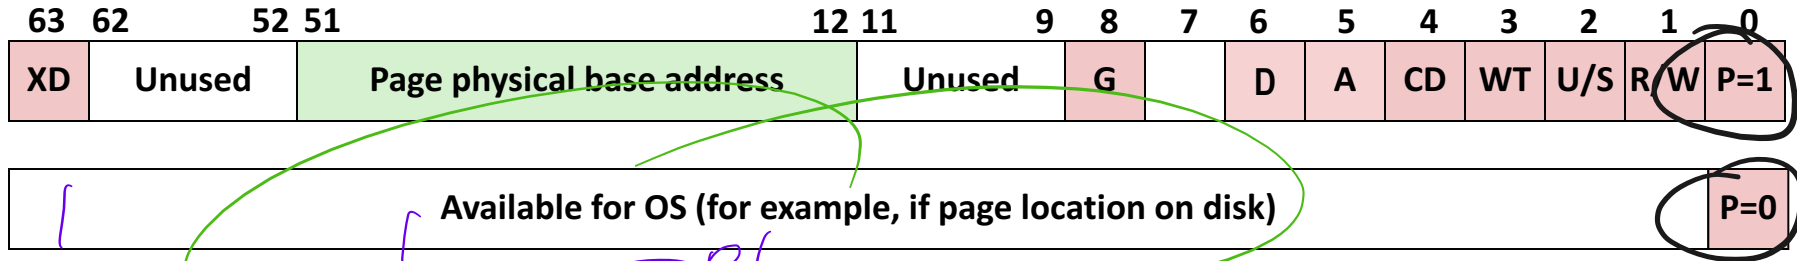 63 62 52 51 12 11 9 8 7 6 5 4 3 2 1 0
XD Unused Page physical base address Unused G D A CD WT U/S R/W P=1
Available for OS (for example, if page location on disk) P=0